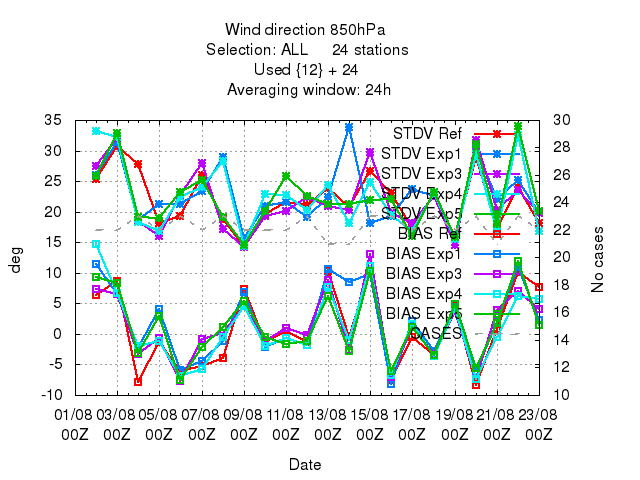 Wind direction 850hPa
Selection: ALL 24 stations
Used {12} + 24
Averaging window: 24h
35
30
25
20
15
10
5
0
-5
-10
deg
30
28
26
24
22
20
18
16
14
12
10
No cases
STDV Ref
STDV Exp1
STDV Exp3
STDV Exp4
STDV Exp5
BIAS Ref
BIAS Exp1
BIAS Exp3
BIAS Exp4
BIAS Exp5
CASES
01/08 03/08 05/08 07/08 09/08 11/08 13/08 15/08 17/08 19/08 21/08 23/08
00Z 00Z 00Z 00Z 00Z 00Z 00Z 00Z 00Z 00Z 00Z 00Z
Date